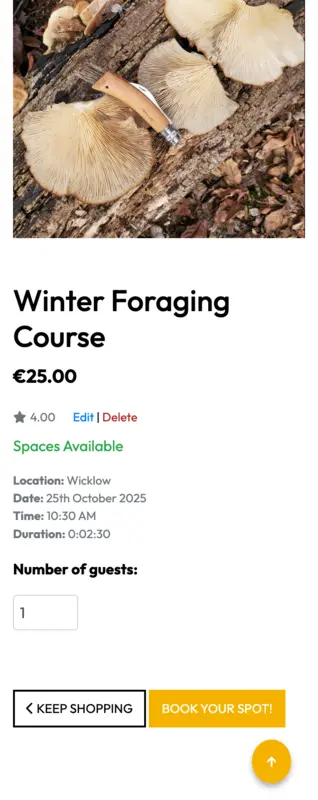 Winter Foraging
Course
€25.00
4.00 Edit | Delete
Spaces Available
Location: Wicklow
Date: 25th October 2025
Time: 10:30 AM
Duration: 0:02:30
Number of guests:
1
KEEP SHOPPING BOOK YOUR SPOT!